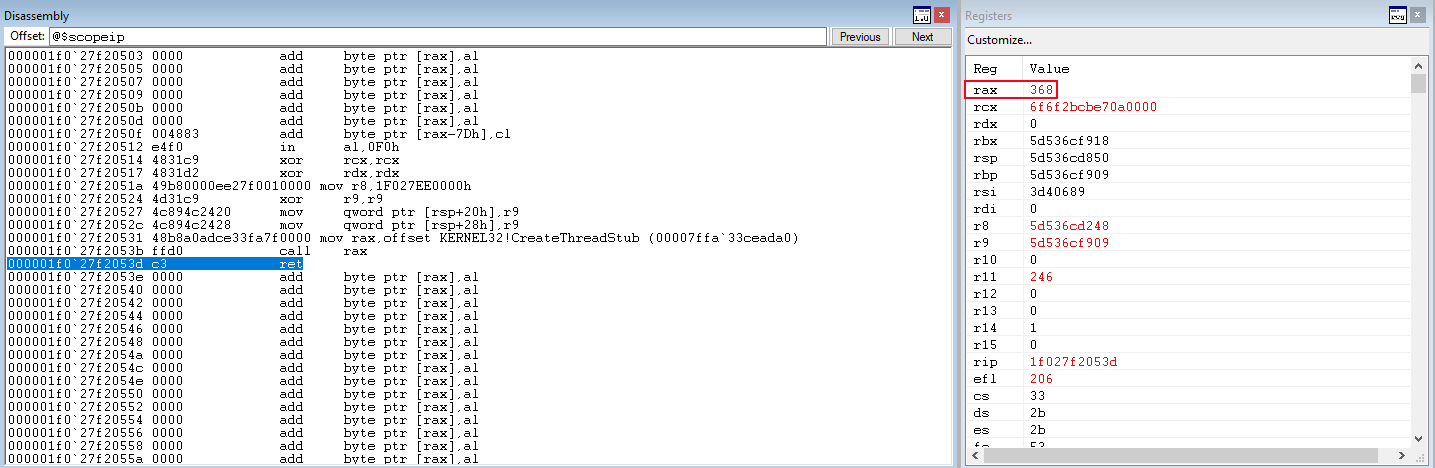 Disassembly
Offset: @$scopeip Previous Next
000001f0`27f20503 0000 add byte ptr [rax],al
000001f0`27f20505 0000 add byte ptr [rax],al
000001f0`27f20507 0000 add byte ptr [rax],al
000001f0`27f20509 0000 add byte ptr [rax],al
000001f0`27f2050b 0000 add byte ptr [rax],al
000001f0`27f2050d 0000 add byte ptr [rax],al
000001f0`27f2050f 004883 add byte ptr [rax-7Dh],cl
000001f0`27f20512 e4f0 in al,0F0h
000001f0`27f20514 4831c9 xor rcx,rcx
000001f0`27f20517 4831d2 xor rdx,rdx
000001f0`27f2051a 49b80000ee27f0010000 mov r8,1F027EE0000h
000001f0`27f20524 4d31c9 xor r9,r9
000001f0`27f20527 4c894c2420 mov qword ptr [rsp+20h],r9
000001f0`27f2052c 4c894c2428 mov qword ptr [rsp+28h],r9
000001f0`27f20531 48b8a0adce33fa7f0000 mov rax,offset KERNEL32!CreateThreadStub (00007ffa`33ceada0)
000001f0`27f2053b ffd0 call rax
000001f0`27f2053d c3 ret
000001f0`27f2053e 0000 add byte ptr [rax],al
000001f0`27f20540 0000 add byte ptr [rax],al
000001f0`27f20542 0000 add byte ptr [rax],al
000001f0`27f20544 0000 add byte ptr [rax],al
000001f0`27f20546 0000 add byte ptr [rax],al
000001f0`27f20548 0000 add byte ptr [rax],al
000001f0`27f2054a 0000 add byte ptr [rax],al
000001f0`27f2054c 0000 add byte ptr [rax],al
000001f0`27f2054e 0000 add byte ptr [rax],al
000001f0`27f20550 0000 add byte ptr [rax],al
000001f0`27f20552 0000 add byte ptr [rax],al
000001f0`27f20554 0000 add byte ptr [rax],al
000001f0`27f20556 0000 add byte ptr [rax],al
000001f0`27f20558 0000 add byte ptr [rax],al
000001f0`27f2055a 0000 add byte ptr [rax],al
Registers
Customize...
Reg Value
rax 368
rcx 6f6f2bcbe70a0000
rdx 0
rbx 5d536cf918
rsp 5d536cd850
rbp 5d536cf909
rsi 3d40689
rdi 0
r8 5d536cd248
r9 5d536cf909
r10 0
r11 246
r12 0
r13 0
r14 1
r15 0
rip 1f027f2053d
efl 206
cs 33
ds 2b
es 2b
fs 53